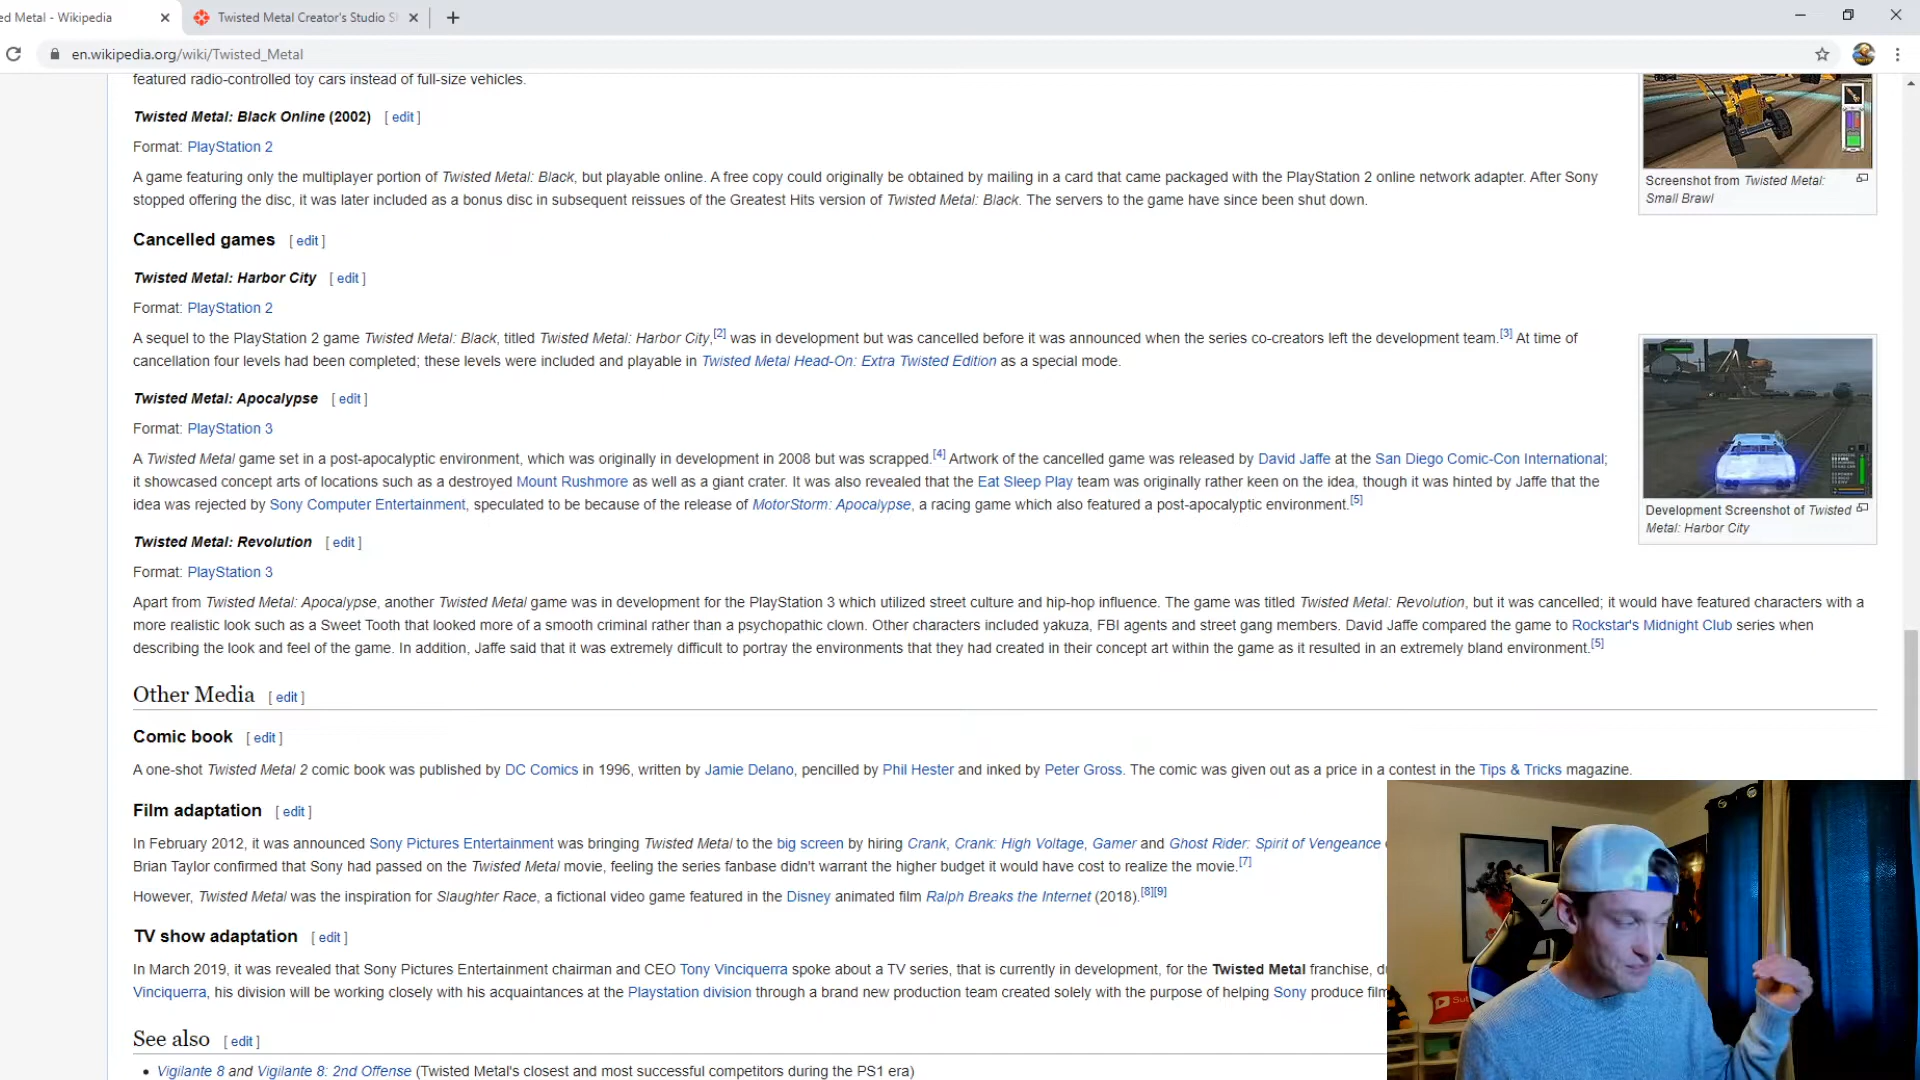 ed Metal - Wikipedia
Twisted Metal Creator's Studio S
en.wikipedia.org/wiki/Twisted_Metal
featured radio-controlled toy cars instead of full-size vehicles.
Twisted Metal: Black Online (2002) [ edit ]
Format: PlayStation 2
A game featuring only the multiplayer portion of Twisted Metal: Black, but playable online. A free copy could originally be obtained by mailing in a card that came packaged with the PlayStation 2 online network adapter. After Sony
stopped offering the disc, it was later included as a bonus disc in subsequent reissues of the Greatest Hits version of Twisted Metal: Black. The servers to the game have since been shut down.
Screenshot from Twisted Metal:
Small Brawl
Cancelled games [ edit ]
Twisted Metal: Harbor City [ edit ]
Format: PlayStation 2
A sequel to the PlayStation 2 game Twisted Metal: Black, titled Twisted Metal: Harbor City,[2] was in development but was cancelled before it was announced when the series co-creators left the development team.[3] At time of
cancellation four levels had been completed; these levels were included and playable in Twisted Metal Head-On: Extra Twisted Edition as a special mode.
Twisted Metal: Apocalypse [ edit ]
Format: PlayStation 3
A Twisted Metal game set in a post-apocalyptic environment, which was originally in development in 2008 but was scrapped.[4] Artwork of the cancelled game was released by David Jaffe at the San Diego Comic-Con International;
it showcased concept arts of locations such as a destroyed Mount Rushmore as well as a giant crater. It was also revealed that the Eat Sleep Play team was originally rather keen on the idea, though it was hinted by Jaffe that the
idea was rejected by Sony Computer Entertainment, speculated to be because of the release of MotorStorm: Apocalypse, a racing game which also featured a post-apocalyptic environment.[5]
Development Screenshot of Twisted
Metal: Harbor City
Twisted Metal: Revolution [ edit ]
Format: PlayStation 3
Apart from Twisted Metal: Apocalypse, another Twisted Metal game was in development for the PlayStation 3 which utilized street culture and hip-hop influence. The game was titled Twisted Metal: Revolution, but it was cancelled; it would have featured characters with a
more realistic look such as a Sweet Tooth that looked more of a smooth criminal rather than a psychopathic clown. Other characters included yakuza, FBI agents and street gang members. David Jaffe compared the game to Rockstar's Midnight Club series when
describing the look and feel of the game. In addition, Jaffe said that it was extremely difficult to portray the environments that they had created in their concept art within the game as it resulted in an extremely bland environment.[5]
Other Media [ edit ]
Comic book [ edit ]
A one-shot Twisted Metal 2 comic book was published by DC Comics in 1996, written by Jamie Delano, pencilled by Phil Hester and inked by Peter Gross. The comic was given out as a price in a contest in the Tips & Tricks magazine.
Film adaptation [ edit ]
In February 2012, it was announced Sony Pictures Entertainment was bringing Twisted Metal to the big screen by hiring Crank, Crank: High Voltage, Gamer and Ghost Rider: Spirit of Vengeance
Brian Taylor confirmed that Sony had passed on the Twisted Metal movie, feeling the series fanbase didn't warrant the higher budget it would have cost to realize the movie.[7]
However, Twisted Metal was the inspiration for Slaughter Race, a fictional video game featured in the Disney animated film Ralph Breaks the Internet (2018).[8][9]
TV show adaptation [ edit ]
In March 2019, it was revealed that Sony Pictures Entertainment chairman and CEO Tony Vinciquerra spoke about a TV series, that is currently in development, for the Twisted Metal franchise, d
Vinciquerra, his division will be working closely with his acquaintances at the Playstation division through a brand new production team created solely with the purpose of helping Sony produce film
See also [ edit ]
• Vigilante 8 and Vigilante 8: 2nd Offense (Twisted Metal's closest and most successful competitors during the PS1 era)